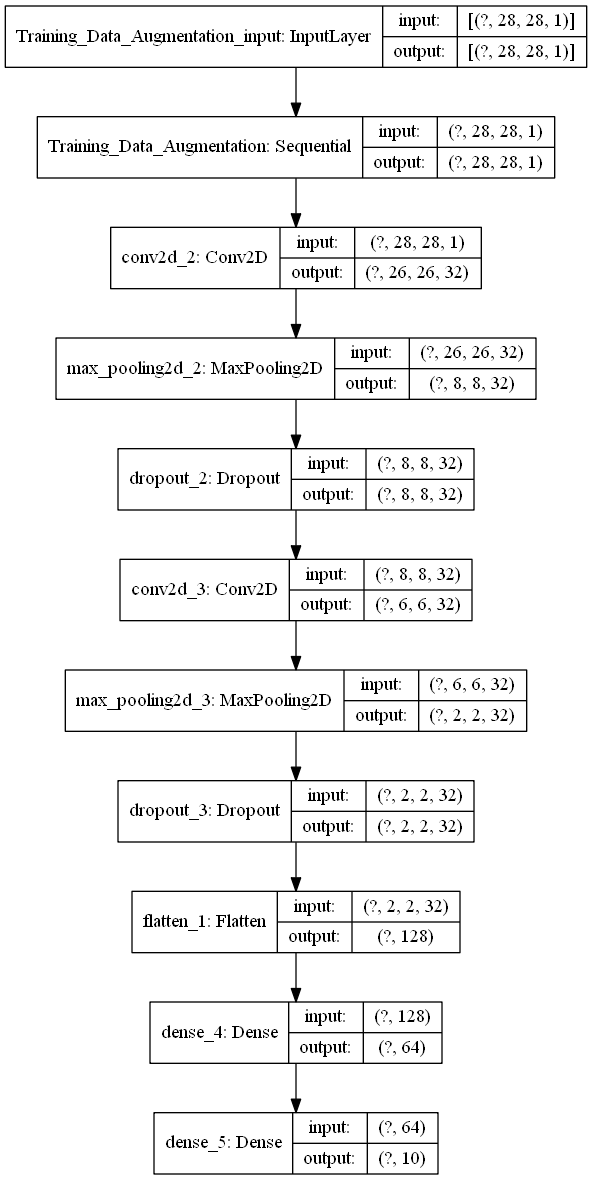 Training_Data_Augmentation_input: InputLayer
input: [(?, 28, 28, 1)]
output: [(?, 28, 28, 1)]
Training_Data_Augmentation: Sequential
input: (?, 28, 28, 1)
output: (?, 28, 28, 1)
conv2d_2: Conv2D
input: (?, 28, 28, 1)
output: (?, 26, 26, 32)
max_pooling2d_2: MaxPooling2D
input: (?, 26, 26, 32)
output: (?, 8, 8, 32)
dropout_2: Dropout
input: (?, 8, 8, 32)
output: (?, 8, 8, 32)
conv2d_3: Conv2D
input: (?, 8, 8, 32)
output: (?, 6, 6, 32)
max_pooling2d_3: MaxPooling2D
input: (?, 6, 6, 32)
output: (?, 2, 2, 32)
dropout_3: Dropout
input: (?, 2, 2, 32)
output: (?, 2, 2, 32)
flatten_1: Flatten
input: (?, 2, 2, 32)
output: (?, 128)
dense_4: Dense
input: (?, 128)
output: (?, 64)
dense_5: Dense
input: (?, 64)
output: (?, 10)